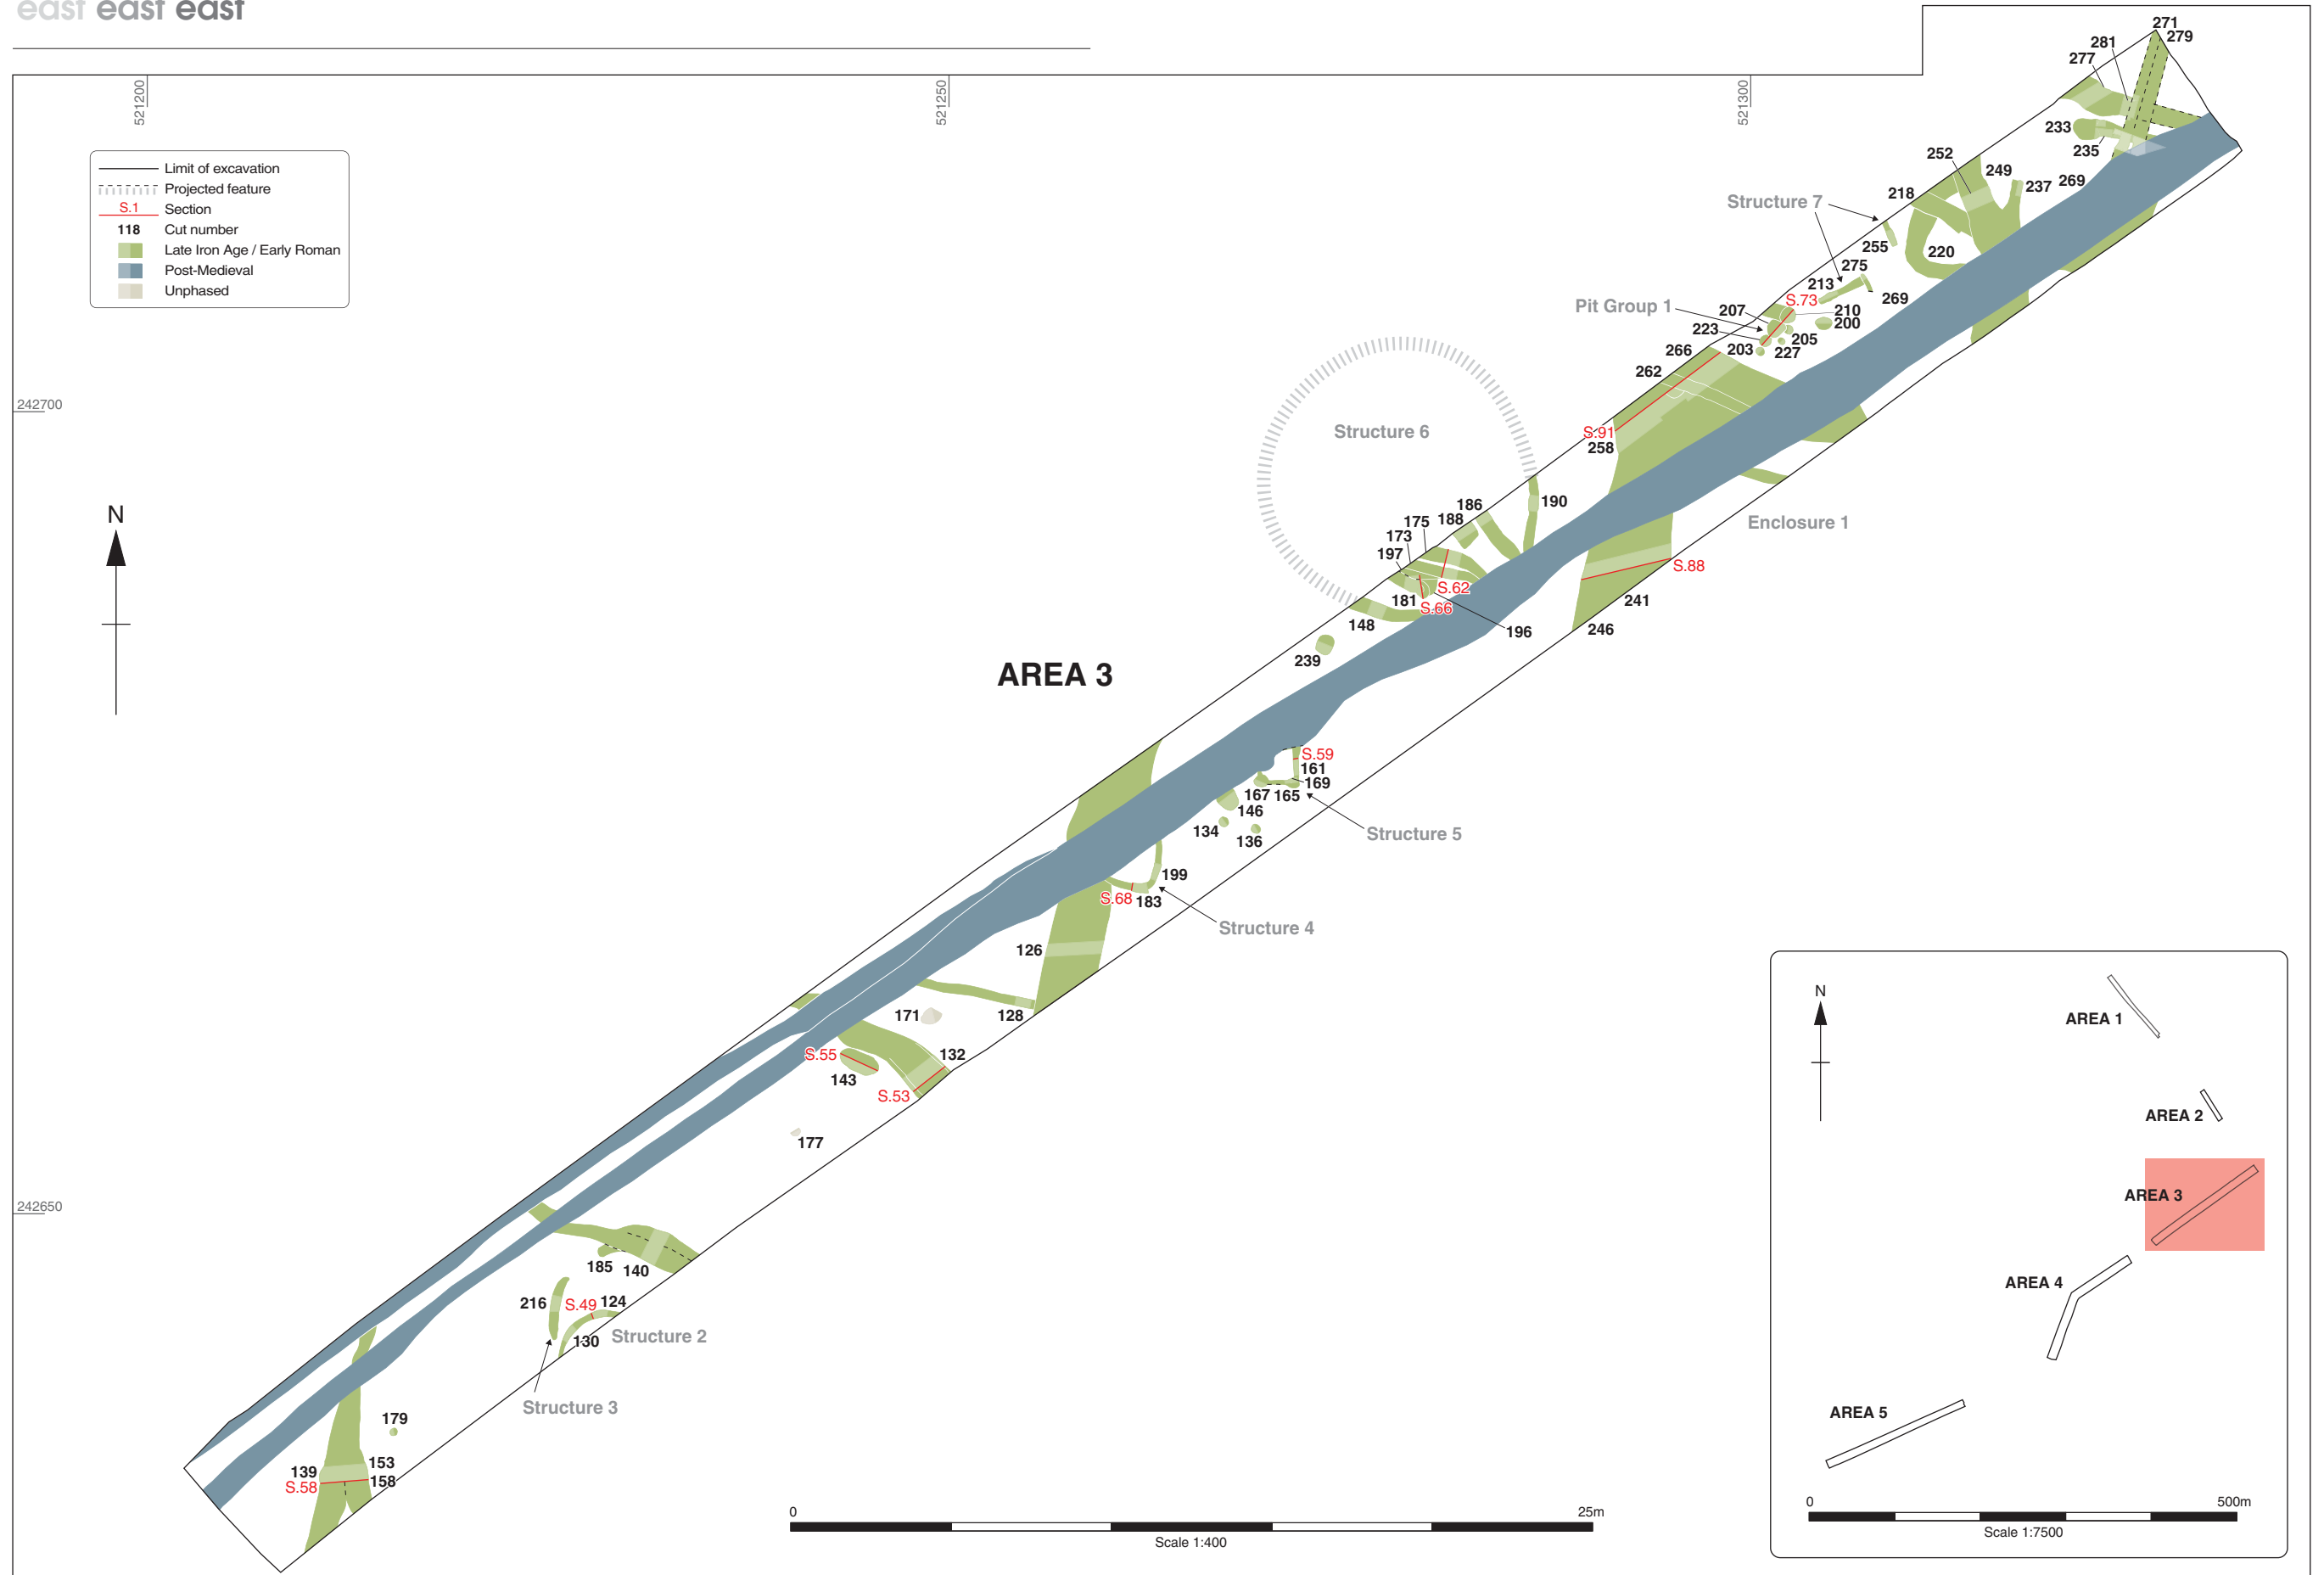 east east east
521200
521250
521300
Limit of excavation
Projected feature
S.1 Section
118 Cut number
Late Iron Age / Early Roman
Post-Medieval
Unphased
271
279
281
277
233
235
252
249
237
269
218
Structure 7
255
220
275
213
269
S.73
Pit Group 1
207
210
200
223
205
203
227
266
262
242700
Structure 6
S.91
258
186
190
175
188
173
197
Enclosure 1
S.62
S.88
181
S.66
241
148
196
246
239
N
AREA 3
S.59
161
169
167
165
146
134
136
Structure 5
199
S.68
183
Structure 4
126
171
128
S.55
132
143
S.53
177
242650
185
140
216
S.49
124
130
Structure 2
Structure 3
179
139
153
S.58
158
0
25m
Scale 1:400
N
AREA 1
AREA 2
AREA 3
AREA 4
AREA 5
0
500m
Scale 1:7500